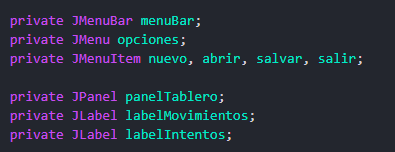 private JMenuBar menuBar;
private JMenu opciones;
private JMenuItem nuevo, abrir, salvar, salir;
private JPanel panelTablero;
private JLabel labelMovimientos;
private JLabel labelIntentos;